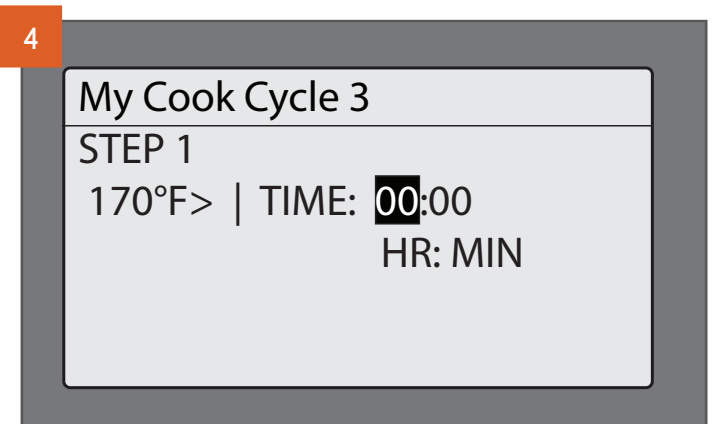 4
My Cook Cycle 3
STEP 1
170°F> | TIME: 00:00
HR: MIN